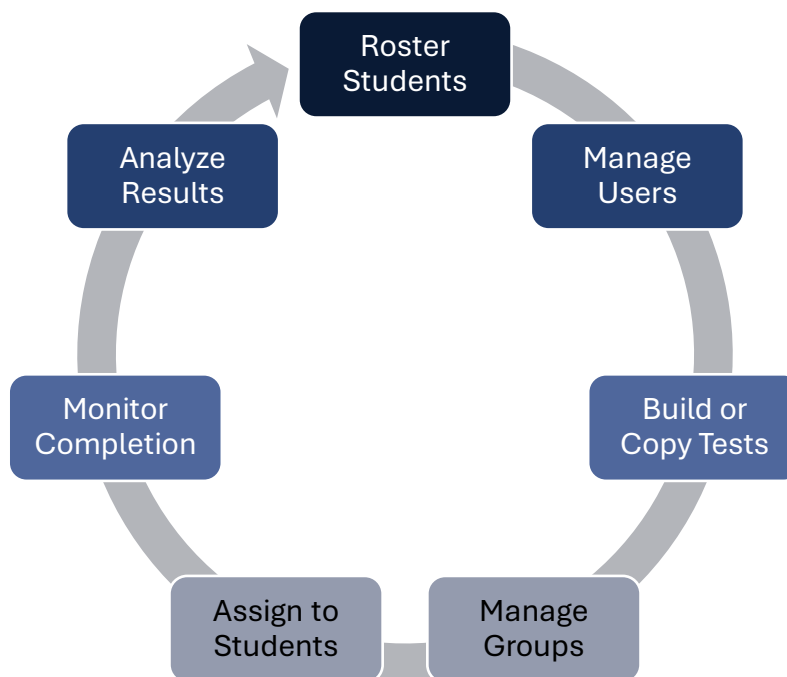 Roster
Students
Manage
Users
Build or
Copy Tests
Manage
Groups
Assign to
Students
Monitor
Completion
Analyze
Results